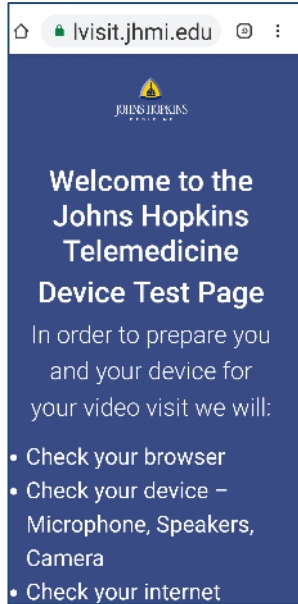 lvisit.jhmi.edu
JOHNS HOPKINS
MEDICINE
Welcome to the
Johns Hopkins
Telemedicine
Device Test Page
In order to prepare you
and your device for
your video visit we will:
• Check your browser
• Check your device –
Microphone, Speakers,
Camera
• Check your internet